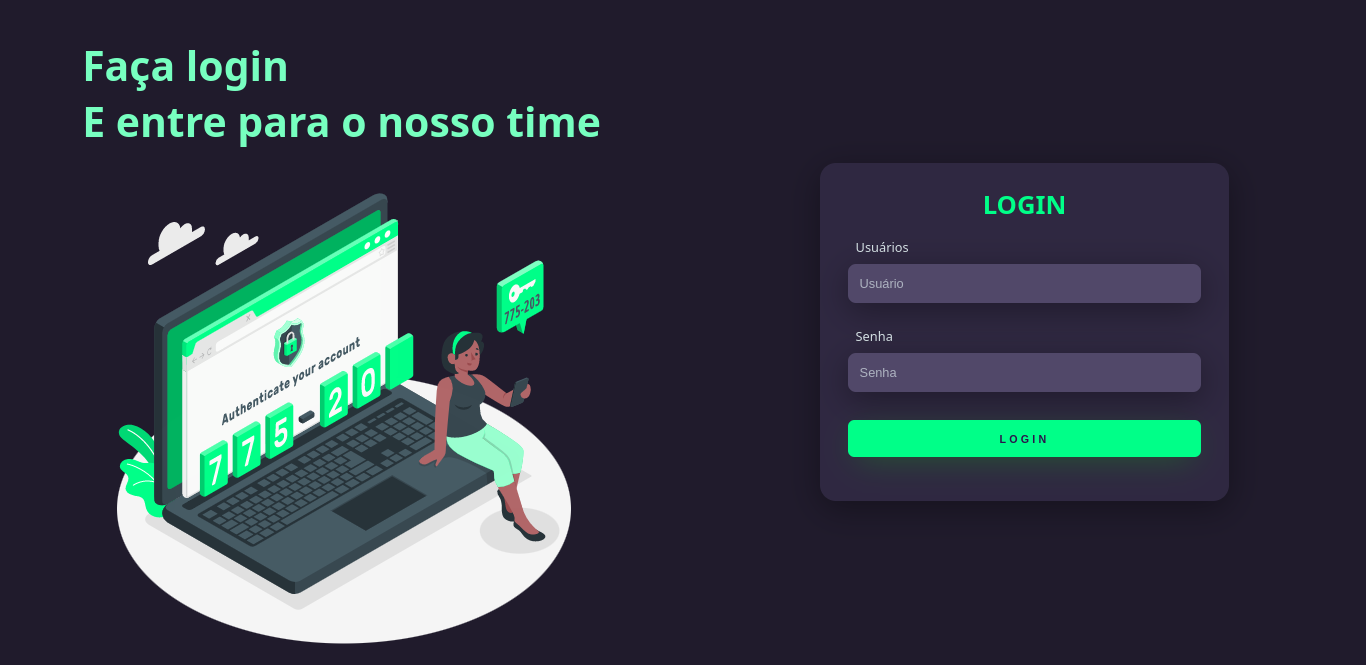 Faça login
E entre para o nosso time
775-203
Authenticate your account
775-20
LOGIN
Usuários
Usuário
Senha
Senha
LOGIN